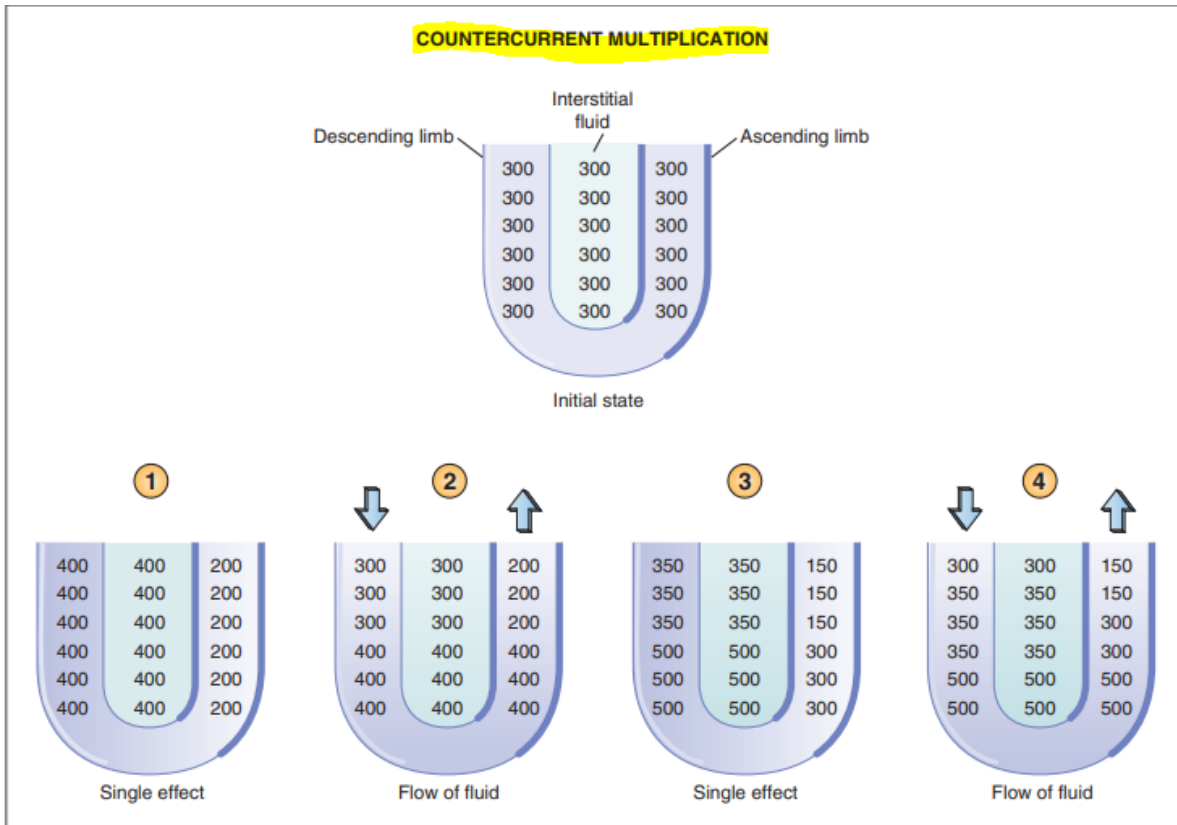 COUNTERCURRENT MULTIPLICATION
Interstitial
fluid
Descending limb
Ascending limb
300 300 300
300 300 300
300 300 300
300 300 300
300 300 300
300 300 300
Initial state
1
400 400 200
400 400 200
400 400 200
400 400 200
400 400 200
400 400 200
Single effect
2
300 300 200
300 300 200
300 300 200
400 400 400
400 400 400
400 400 400
Flow of fluid
3
350 350 150
350 350 150
350 350 150
500 500 300
500 500 300
500 500 300
Single effect
4
300 300 150
350 350 150
350 350 300
350 350 300
500 500 500
500 500 500
Flow of fluid